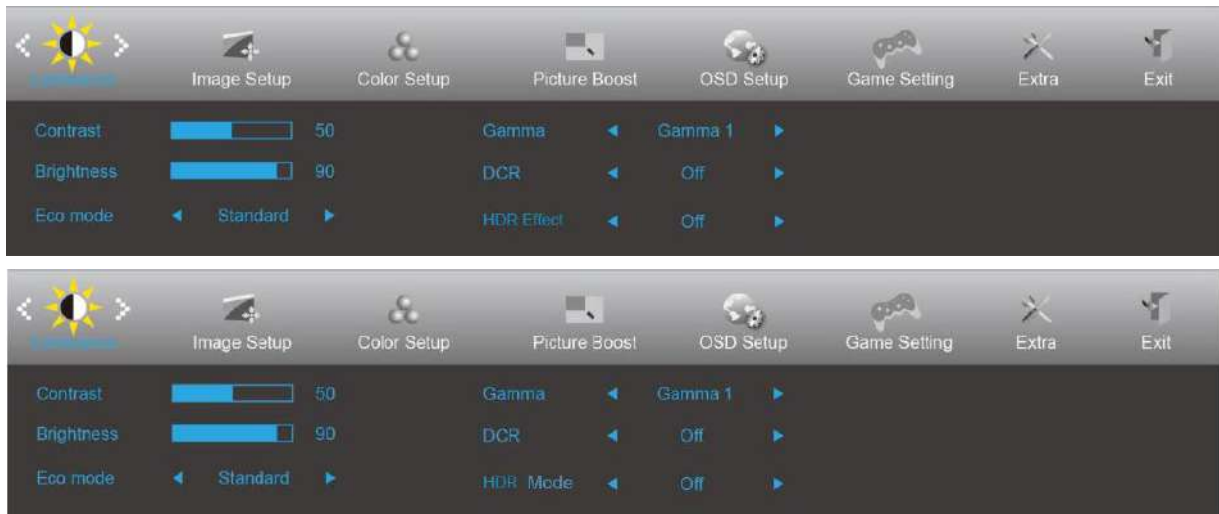 Image Setup Color Setup Picture Boost OSD Setup Game Setting Extra Exit
Contrast 50 Gamma Gamma 1
Brightness 90 DCR Off
Eco mode Standard HDR Effect Off
Image Setup Color Setup Picture Boost OSD Setup Game Setting Extra Exit
Contrast 50 Gamma Gamma 1
Brightness 90 DCR Off
Eco mode Standard HDR Mode Off